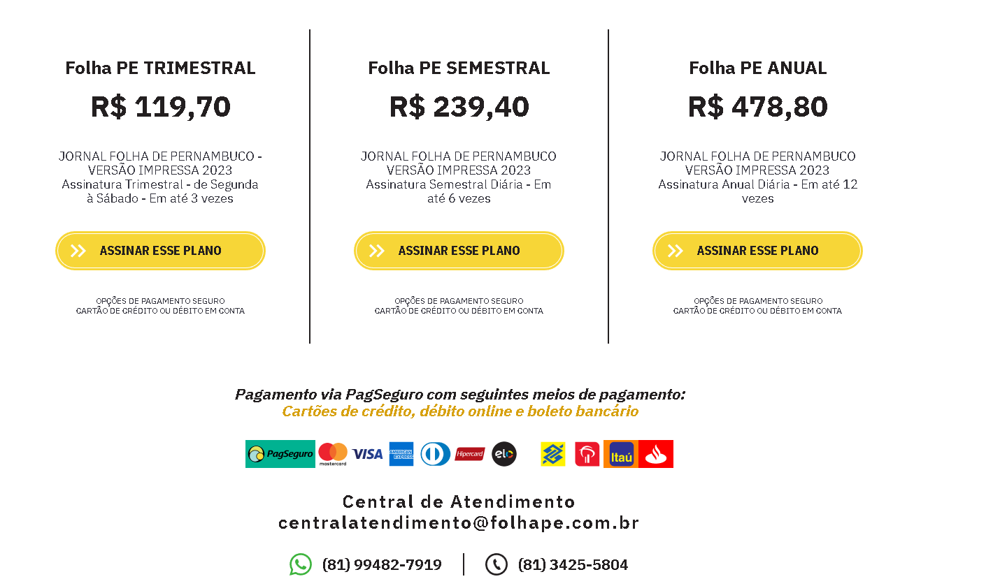 Folha PE TRIMESTRAL
R$ 119,70
JORNAL FOLHA DE PERNAMBUCO -
VERSÃO IMPRESSA 2023
Assinatura Trimestral - de Segunda
à Sábado - Em até 3 vezes
ASSINAR ESSE PLANO
OPÇÕES DE PAGAMENTO SEGURO
CARTÃO DE CRÉDITO OU DÉBITO EM CONTA
Folha PE SEMESTRAL
R$ 239,40
JORNAL FOLHA DE PERNAMBUCO
VERSÃO IMPRESSA 2023
Assinatura Semestral Diária - Em
até 6 vezes
ASSINAR ESSE PLANO
OPÇÕES DE PAGAMENTO SEGURO
CARTÃO DE CRÉDITO OU DÉBITO EM CONTA
Folha PE ANUAL
R$ 478,80
JORNAL FOLHA DE PERNAMBUCO
VERSÃO IMPRESSA 2023
Assinatura Anual Diária - Em até 12
vezes
ASSINAR ESSE PLANO
OPÇÕES DE PAGAMENTO SEGURO
CARTÃO DE CRÉDITO OU DÉBITO EM CONTA
Pagamento via PagSeguro com seguintes meios de pagamento:
Cartões de crédito, débito online e boleto bancário
PagSeguro mastercard VISA AMERICAN EXPRESS Hipercard elo Itaú
Central de Atendimento
centralatendimento@folhape.com.br
(81) 99482-7919 (81) 3425-5804